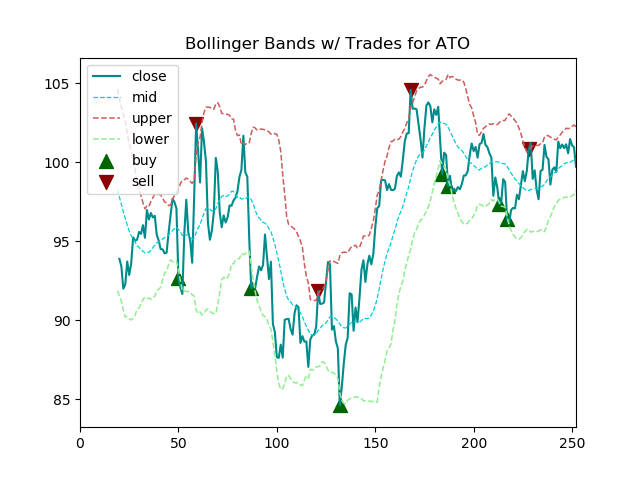 Bollinger Bands w/ Trades for ATO
close
mid
upper
lower
buy
sell
105
100
95
90
85
0 50 100 150 200 250